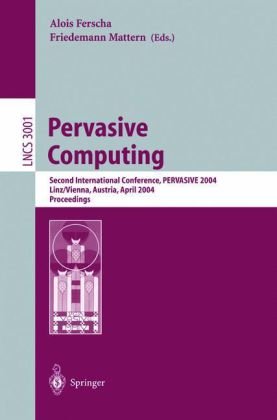 Alois Ferscha
Friedemann Mattern (Eds.)
LNCS 3001
Pervasive
Computing
Second International Conference, PERVASIVE 2004
Linz/Vienna, Austria, April 2004
Proceedings
Springer